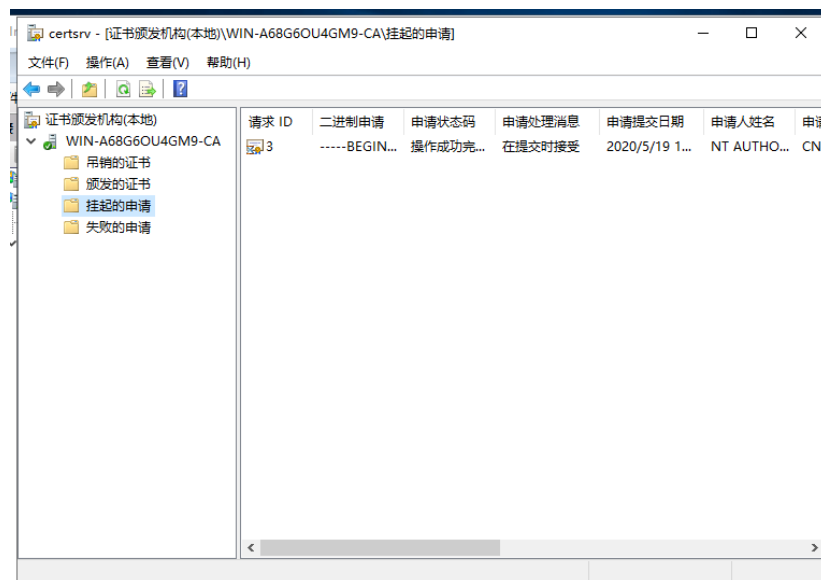 certsrv - [证书颁发机构(本地)\WIN-A68G6OU4GM9-CA\挂起的申请]
文件(F) 操作(A) 查看(V) 帮助(H)
证书颁发机构(本地)
WIN-A68G6OU4GM9-CA
吊销的证书
颁发的证书
挂起的申请
失败的申请
请求 ID 二进制申请 申请状态码 申请处理消息 申请提交日期 申请人姓名 申请
3 -----BEGIN... 操作成功完... 在提交时接受 2020/5/19 1... NT AUTHO... CN